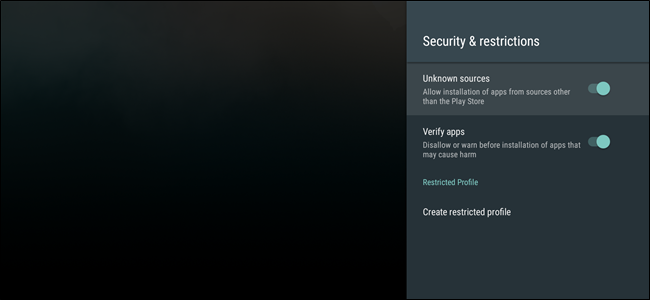 Security & restrictions
Unknown sources
Allow installation of apps from sources other
than the Play Store
Verify apps
Disallow or warn before installation of apps that
may cause harm
Restricted Profile
Create restricted profile